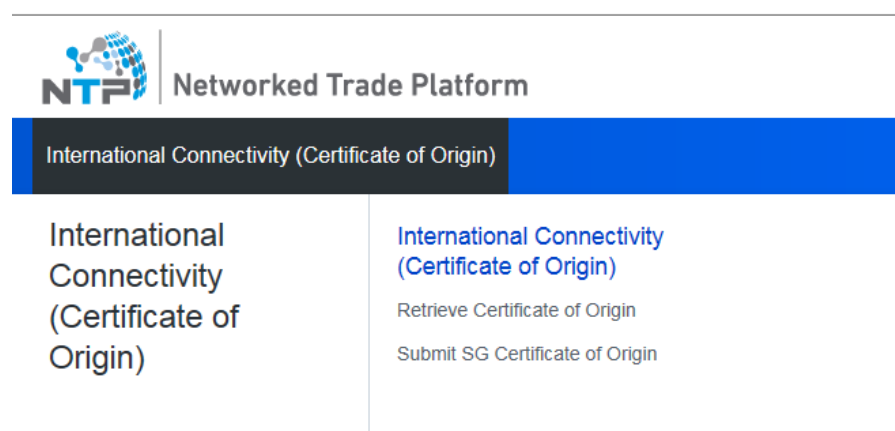 NTP
Networked Trade Platform
International Connectivity (Certificate of Origin)
International
Connectivity
(Certificate of
Origin)
International Connectivity
(Certificate of Origin)
Retrieve Certificate of Origin
Submit SG Certificate of Origin